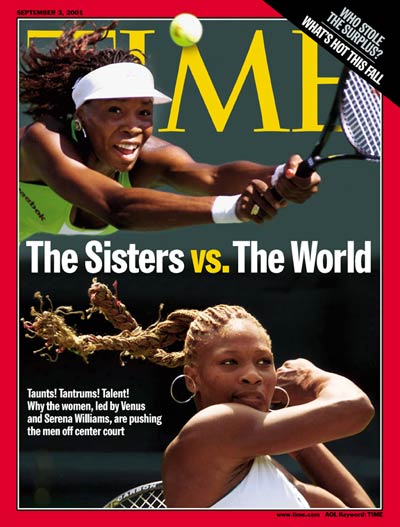 SEPTEMBER 3, 2001
WHO STOLE
THE SURPLUS?
WHAT'S HOT THIS FALL
TIME
Reebok
The Sisters vs. The World
Taunts! Tantrums! Talent!
Why the women, led by Venus
and Serena Williams, are pushing
the men off center court
CARBON
www.time.com AOL Keyword: TIME